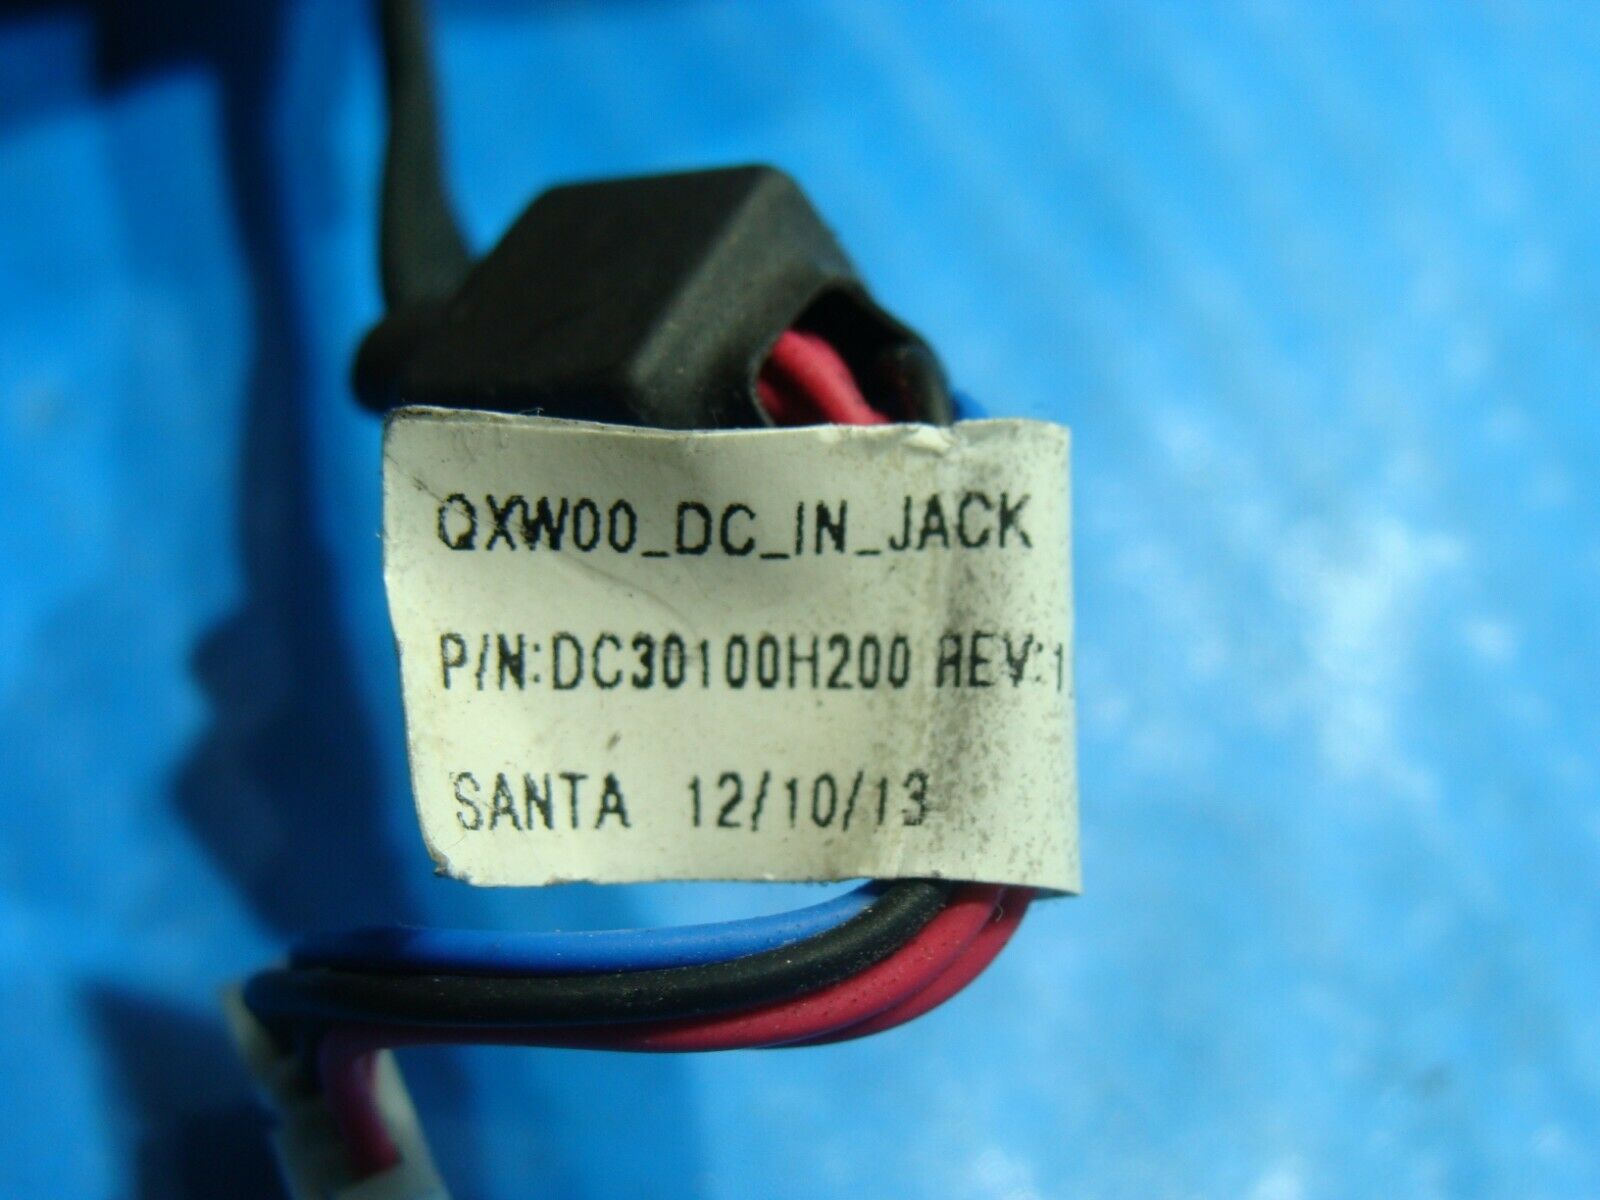 QXW00_DC_IN_JACK
P/N:DC30100H200 REV:1
SANTA 12/10/13